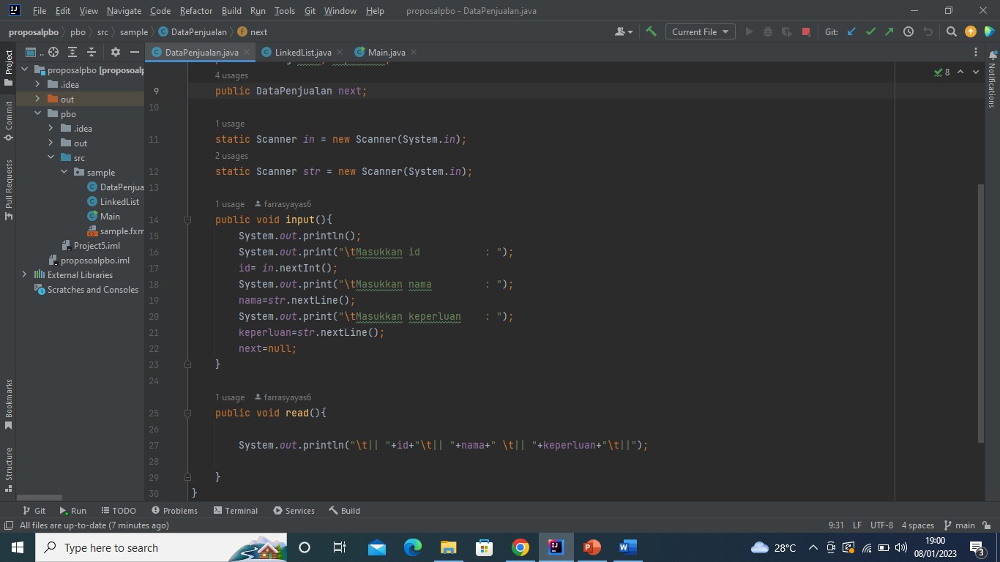 File Edit View Navigate Code Refactor Build Run Tools Git Window Help proposalpbo - DataPenjualan.java
proposalpbo pbo src sample DataPenjualan next Current File Git:
Project .. DataPenjualan.java LinkedList.java Main.java
4 usages
9 public DataPenjualan next;
10
1 usage
11 static Scanner in = new Scanner(System.in);
2 usages
12 static Scanner str = new Scanner(System.in);
13
1 usage farrasyayas6
14 public void input(){
15 System.out.println();
16 System.out.print("\tMasukkan id           : ");
17 id= in.nextInt();
18 System.out.print("\tMasukkan nama         : ");
19 nama=str.nextLine();
20 System.out.print("\tMasukkan keperluan    : ");
21 keperluan=str.nextLine();
22 next=null;
23 }
24
1 usage farrasyayas6
25 public void read(){
26
27 System.out.println("\t|| "+id+"\t|| "+nama+" \t|| "+keperluan+"\t||");
28
29 }
30 }
8
proposalpbo [proposoalp
.idea
out
pbo
.idea
out
src
sample
DataPenjua
LinkedList
Main
sample.fxm
Project5.iml
proposoalpbo.iml
External Libraries
Scratches and Consoles
Commit
Pull Requests
Bookmarks
Structure
Notifications
Git Run TODO Problems Terminal Services Build
All files are up-to-date (7 minutes ago) 9:31 LF UTF-8 4 spaces main
Type here to search 28°C 19:00
08/01/2023 3